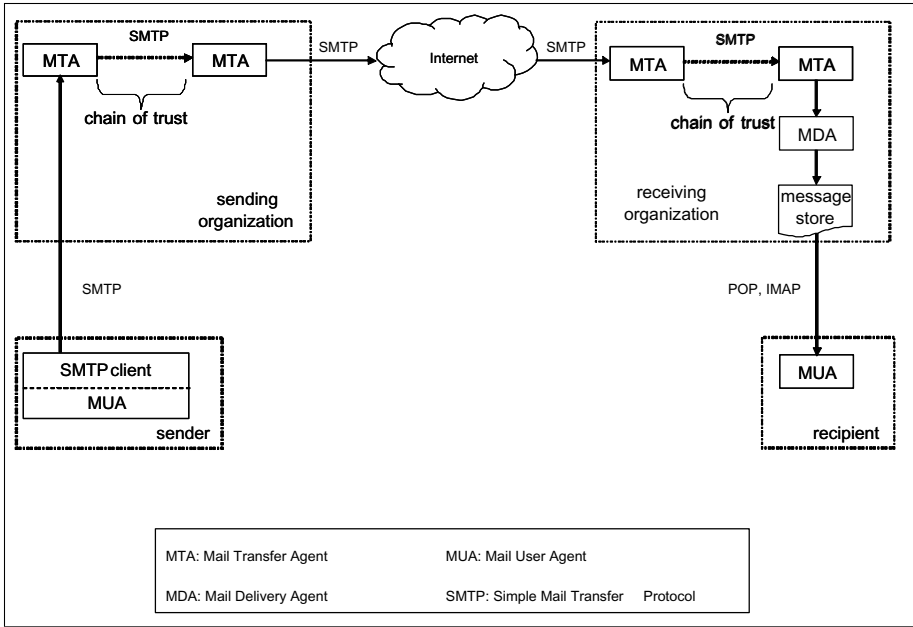 SMTP
MTA
MTA
chain of trust
sending
organization
SMTP
Internet
SMTP
SMTP
MTA
MTA
chain of trust
MDA
message
store
receiving
organization
SMTP
POP, IMAP
SMTP client
MUA
sender
MUA
recipient
MTA: Mail Transfer Agent
MUA: Mail User Agent
MDA: Mail Delivery Agent
SMTP: Simple Mail Transfer Protocol